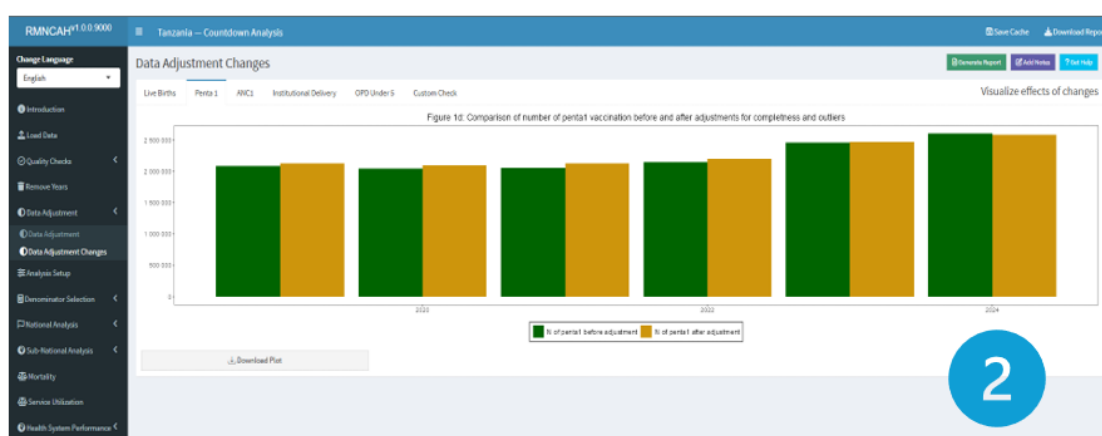 RMNCAH v1.0.0.9000
Tanzania — Countdown Analysis
Save Cache
Download Repo
Change Language
English
Introduction
Load Data
Quality Checks
Remove Years
Data Adjustment
Data Adjustment
Data Adjustment Changes
Analysis Setup
Denominator Selection
National Analysis
Sub-National Analysis
Mortality
Service Utilization
Health System Performance
Data Adjustment Changes
Generate Report
Add Notes
Get Help
Live Births
Penta 1
ANC1
Institutional Delivery
OPD Under 5
Custom Check
Visualize effects of changes
Figure 1d: Comparison of number of penta1 vaccination before and after adjustments for completness and outliers
2 500 000
2 000 000
1 500 000
1 000 000
500 000
0
2020
2022
2024
N of penta1 before adjustment
N of penta1 after adjustment
Download Plot
2